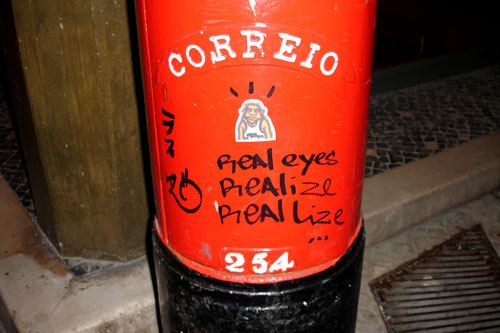 CORREIO
Real eyes
Realize
Real Lize
...
254